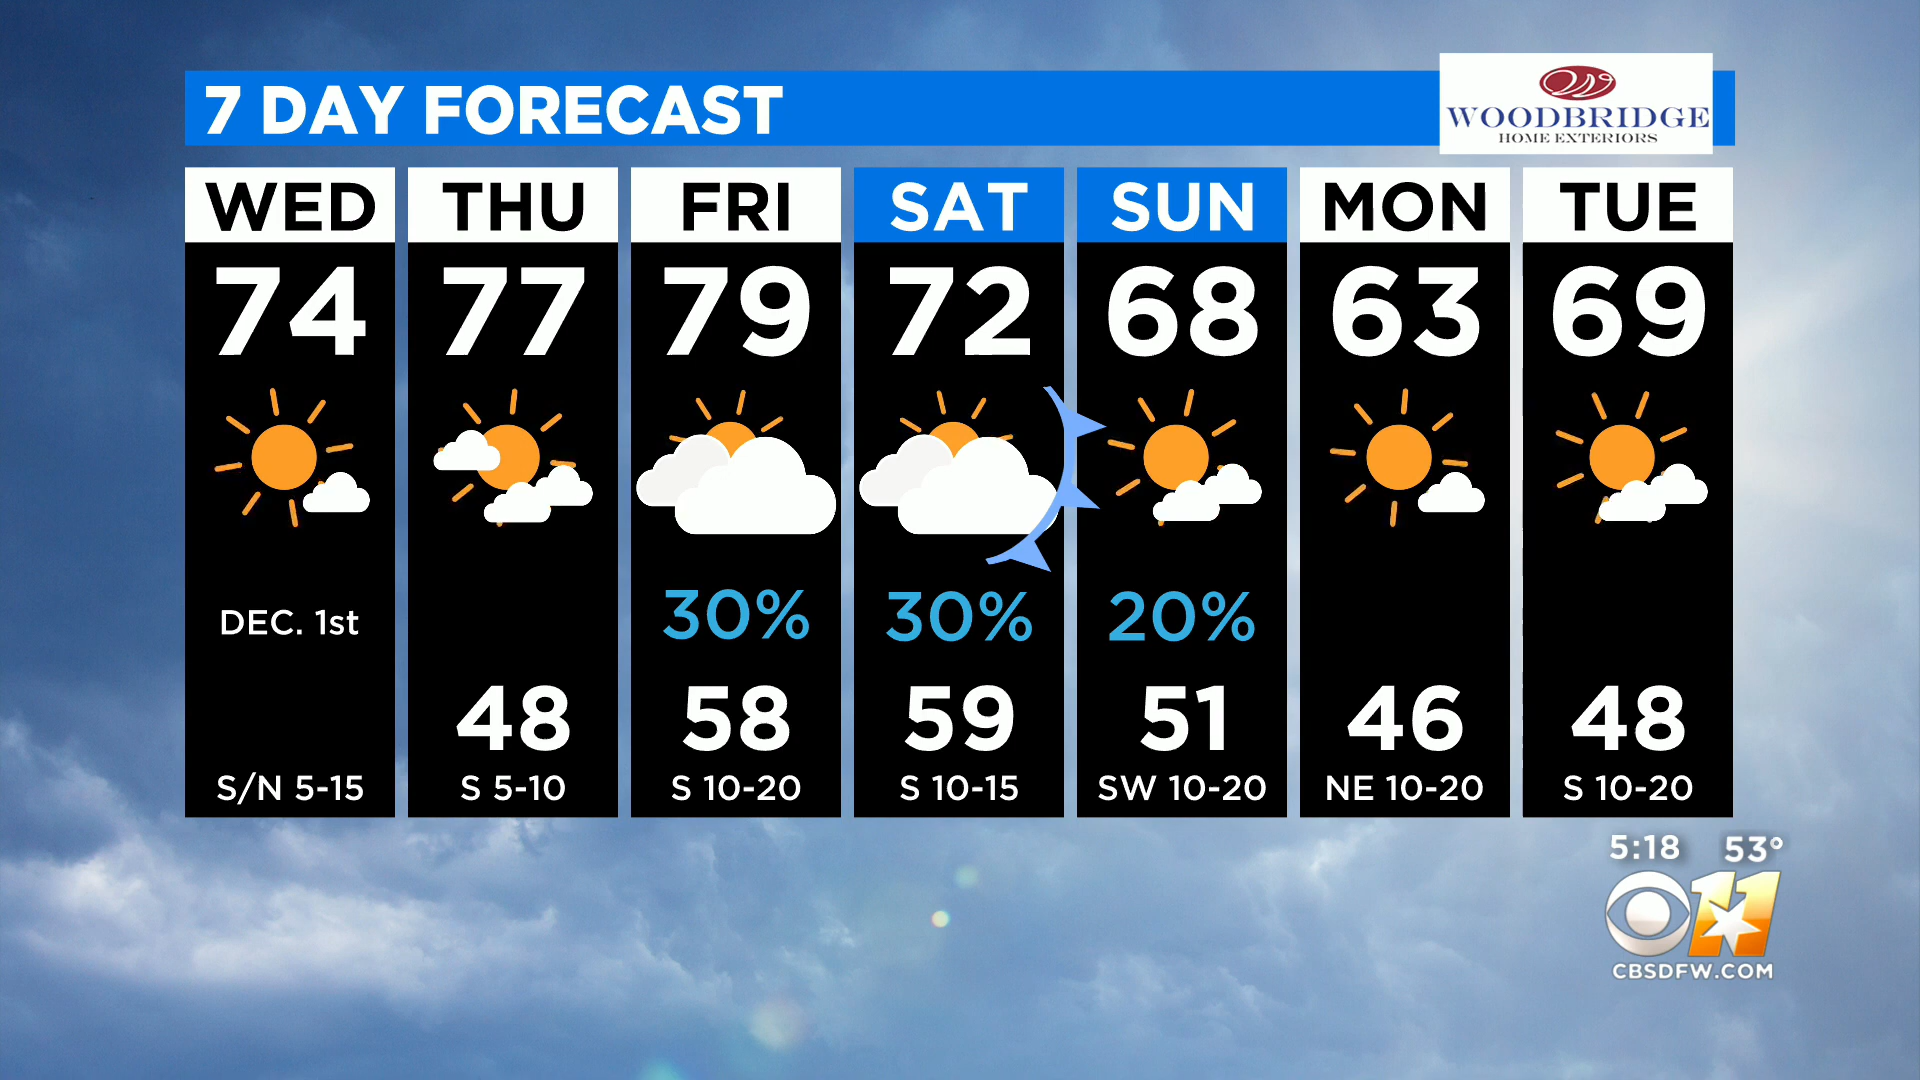 7 DAY FORECAST
WOODBRIDGE
HOME EXTERIORS
WED THU FRI SAT SUN MON TUE
74 77 79 72 68 63 69
DEC. 1st 30% 30% 20%
48 58 59 51 46 48
S/N 5-15 S 5-10 S 10-20 S 10-15 SW 10-20 NE 10-20 S 10-20
5:18 53°
11
CBSDFW.COM